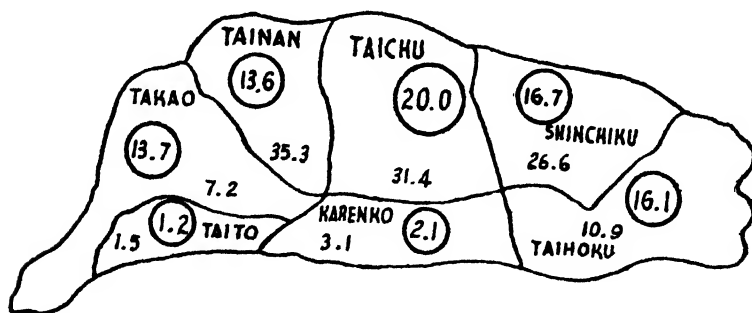 TAINAN
13.6
35.3
TAICHU
20.0
31.4
16.7
SHINCHIKU
26.6
TAKAO
13.7
7.2
1.2
1.5
TAITO
KARENKO
2.1
3.1
16.1
10.9
TAIHOKU